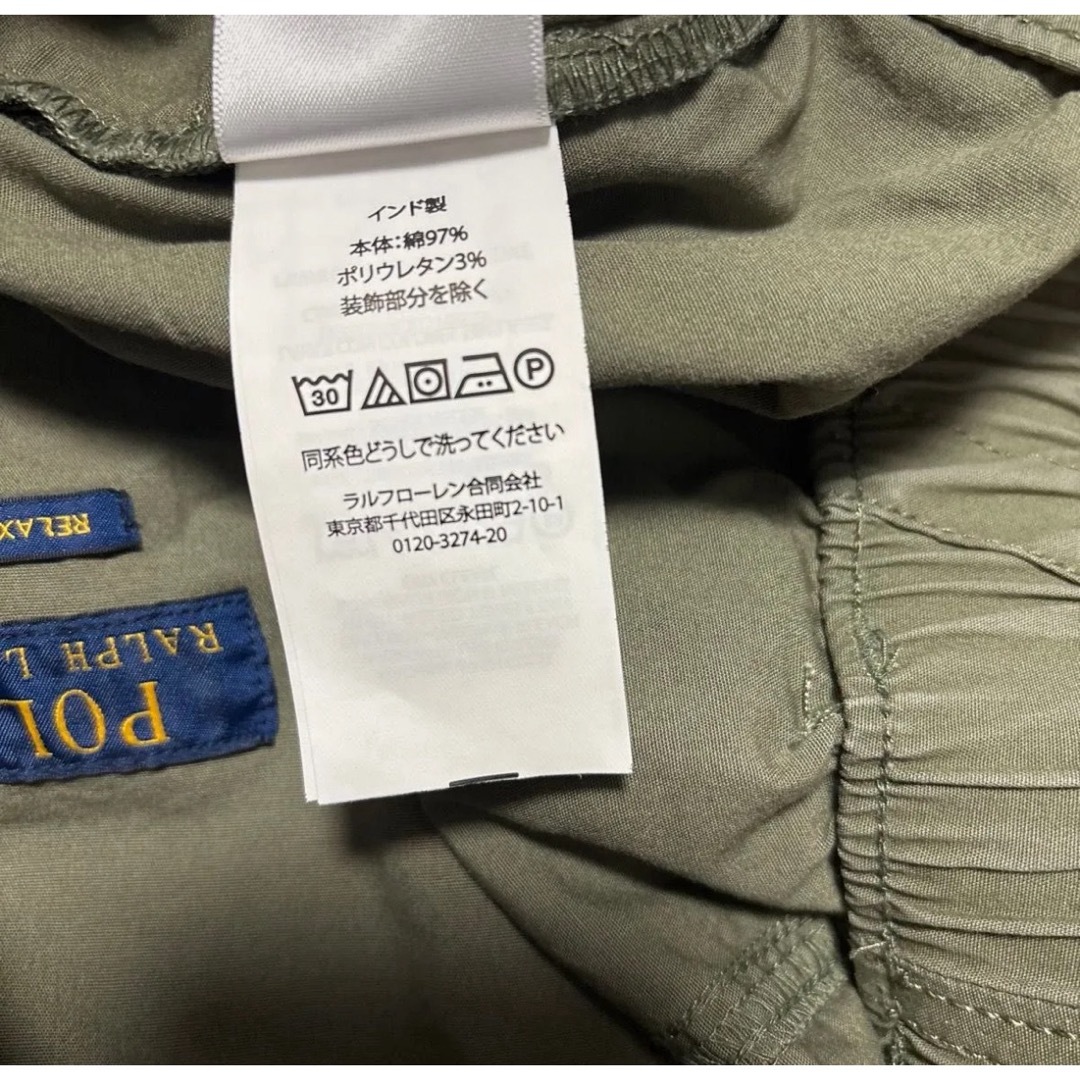 インド製
本体：綿97%
ポリウレタン3%
装飾部分を除く
30 P
同系色どうしで洗ってください
ラルフローレン合同会社
東京都千代田区永田町2-10-1
0120-3274-20
RELAX
POL
RALPH L